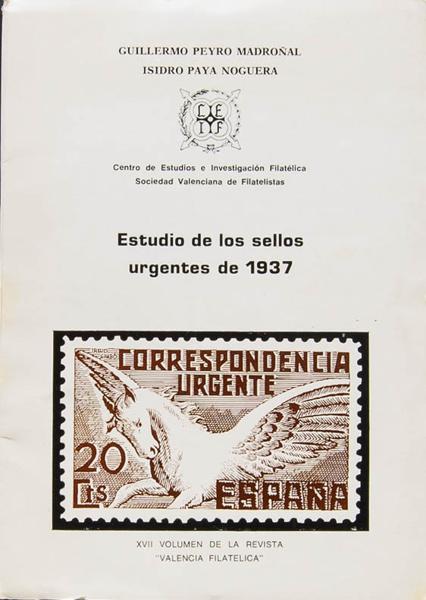 GUILLERMO PEYRO MADROÑAL
ISIDRO PAYA NOGUERA
C E
I F
Centro de Estudios e Investigación Filatélica
Sociedad Valenciana de Filatelistas
Estudio de los sellos
urgentes de 1937
CORRESPONDENCIA
URGENTE
20
Cts
ESPAÑA
XVII VOLUMEN DE LA REVISTA
"VALENCIA FILATELICA"